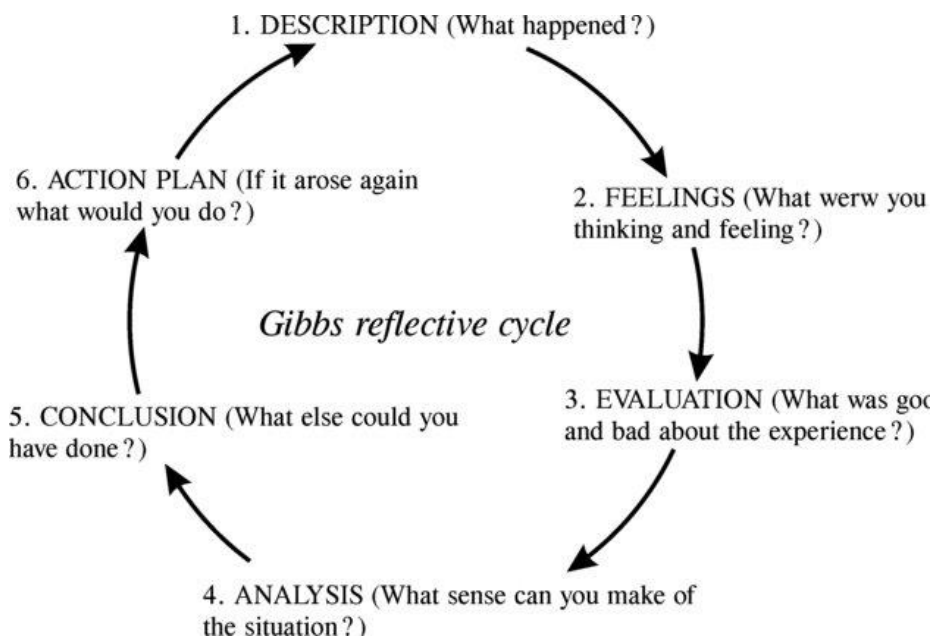 1. DESCRIPTION (What happened?)
2. FEELINGS (What werw you
thinking and feeling?)
3. EVALUATION (What was goo
and bad about the experience?)
4. ANALYSIS (What sense can you make of
the situation?)
5. CONCLUSION (What else could you
have done?)
6. ACTION PLAN (If it arose again
what would you do?)
Gibbs reflective cycle